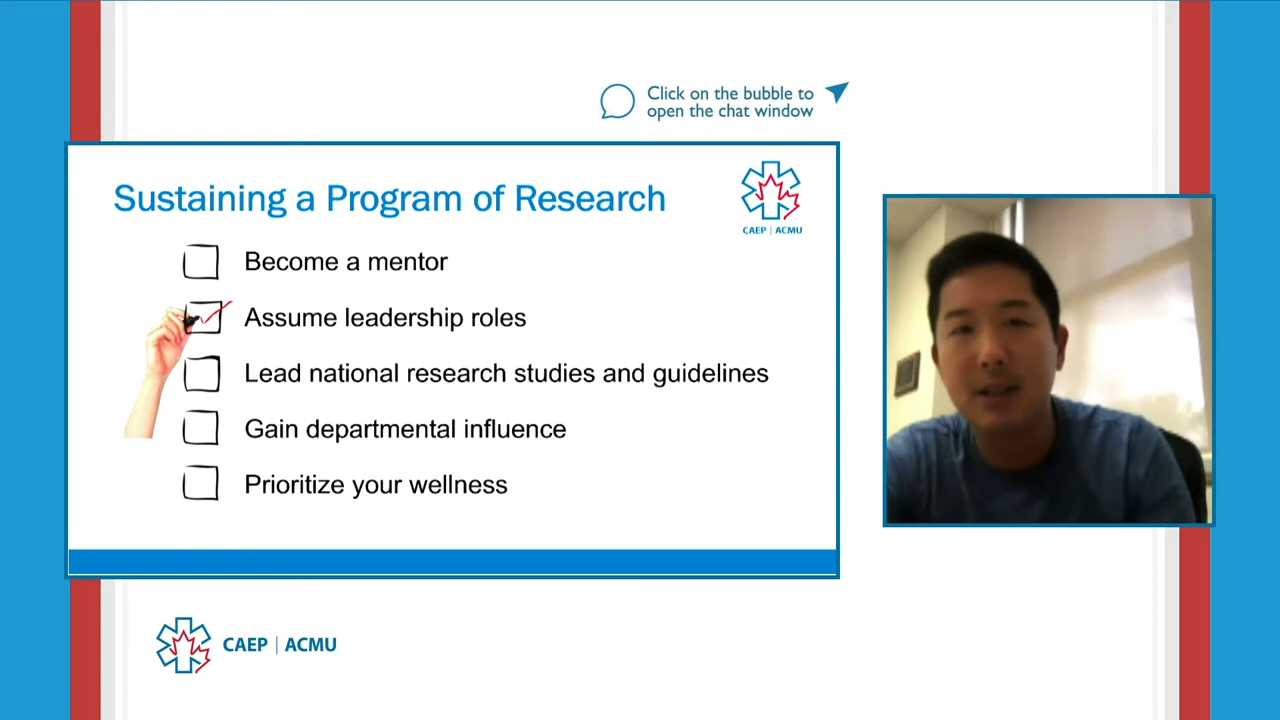 Click on the bubble to
open the chat window
Sustaining a Program of Research
CAEP | ACMU
Become a mentor
Assume leadership roles
Lead national research studies and guidelines
Gain departmental influence
Prioritize your wellness
CAEP | ACMU